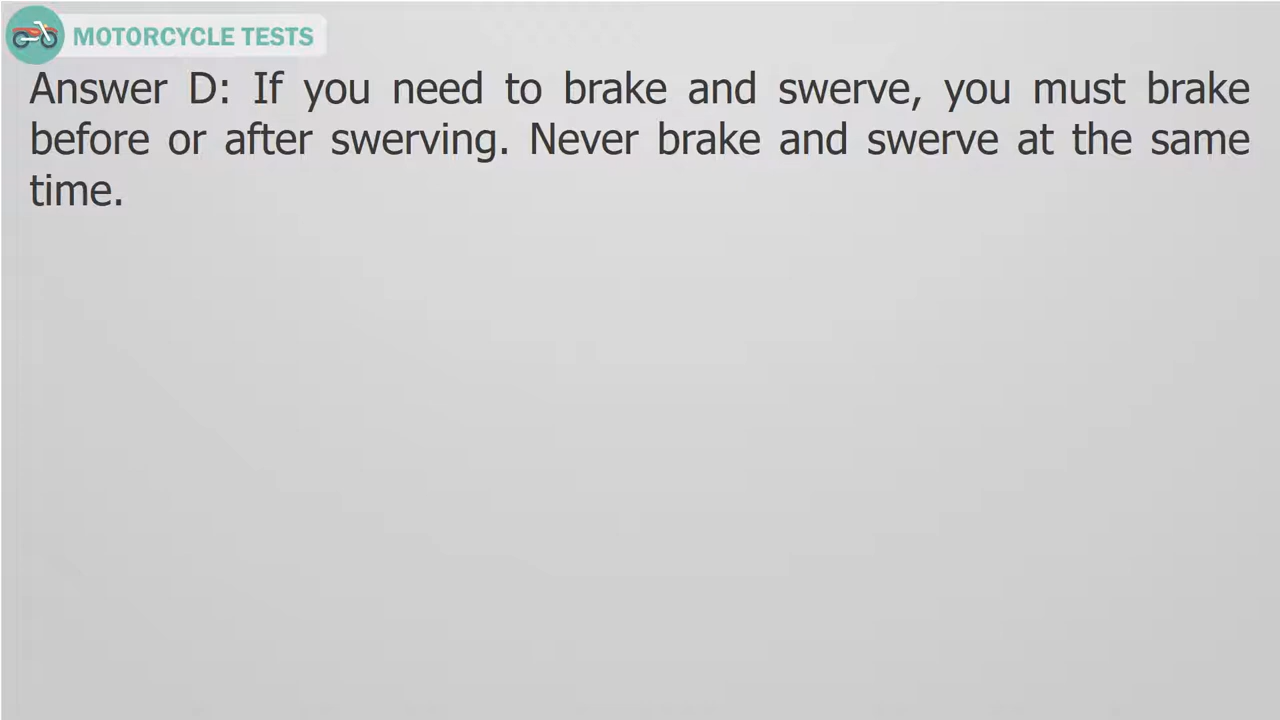 MOTORCYCLE TESTS
Answer D: If you need to brake and swerve, you must brake
before or after swerving. Never brake and swerve at the same
time.